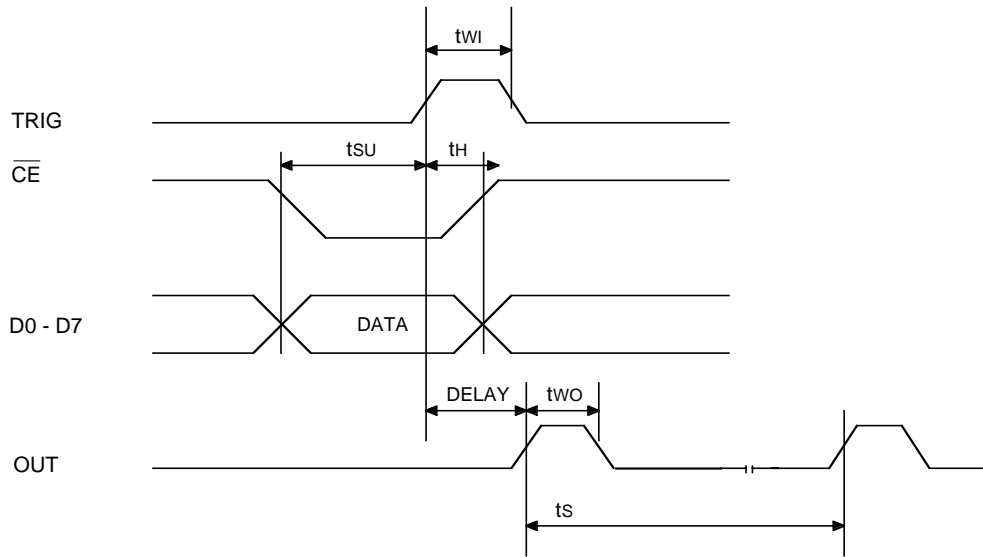 tWI
TRIG
tSU
tH
CE
D0 - D7
DATA
DELAY
tWO
OUT
tS